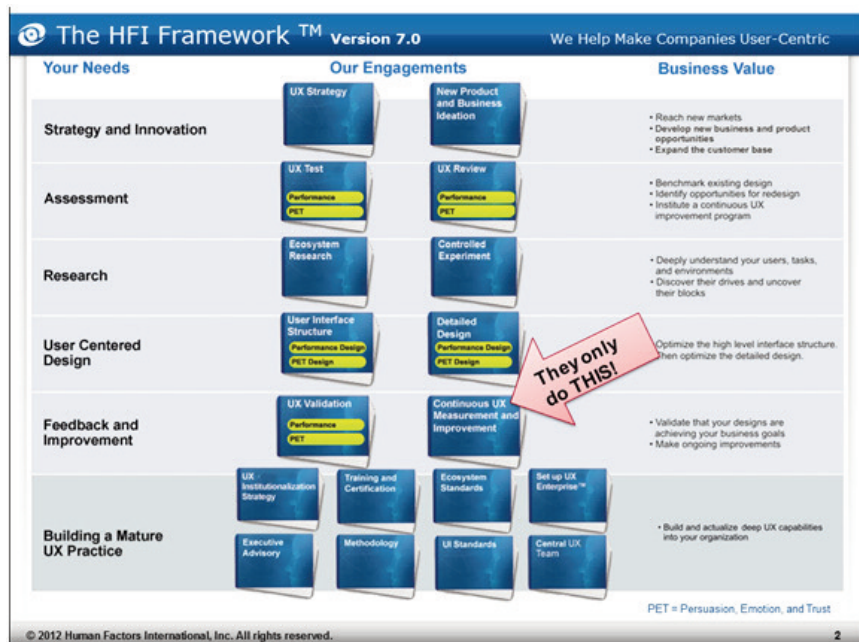 The HFI Framework ™ Version 7.0
We Help Make Companies User-Centric
Your Needs
Our Engagements
Business Value
Strategy and Innovation
UX Strategy
New Product
and Business
Ideation
• Reach new markets
• Develop new business and product
opportunities
• Expand the customer base
Assessment
UX Test
Performance
PET
UX Review
Performance
PET
• Benchmark existing design
• Identify opportunities for redesign
• Institute a continuous UX
improvement program
Research
Ecosystem
Research
Controlled
Experiment
• Deeply understand your users, tasks,
and environments
• Discover their drives and uncover
their blocks
User Centered
Design
User Interface
Structure
Performance Design
PET Design
Detailed
Design
Performance Design
PET Design
They only
do THIS!
Optimize the high level interface structure.
Then optimize the detailed design.
Feedback and
Improvement
UX Validation
Performance
PET
Continuous UX
Measurement and
Improvement
• Validate that your designs are
achieving your business goals
• Make ongoing improvements
Building a Mature
UX Practice
UX
Institutionalization
Strategy
Training and
Certification
Ecosystem
Standards
Set up UX
Enterprise™
Executive
Advisory
Methodology
UI Standards
Central UX
Team
• Build and actualize deep UX capabilities
into your organization
PET = Persuasion, Emotion, and Trust
© 2012 Human Factors International, Inc. All rights reserved.
2